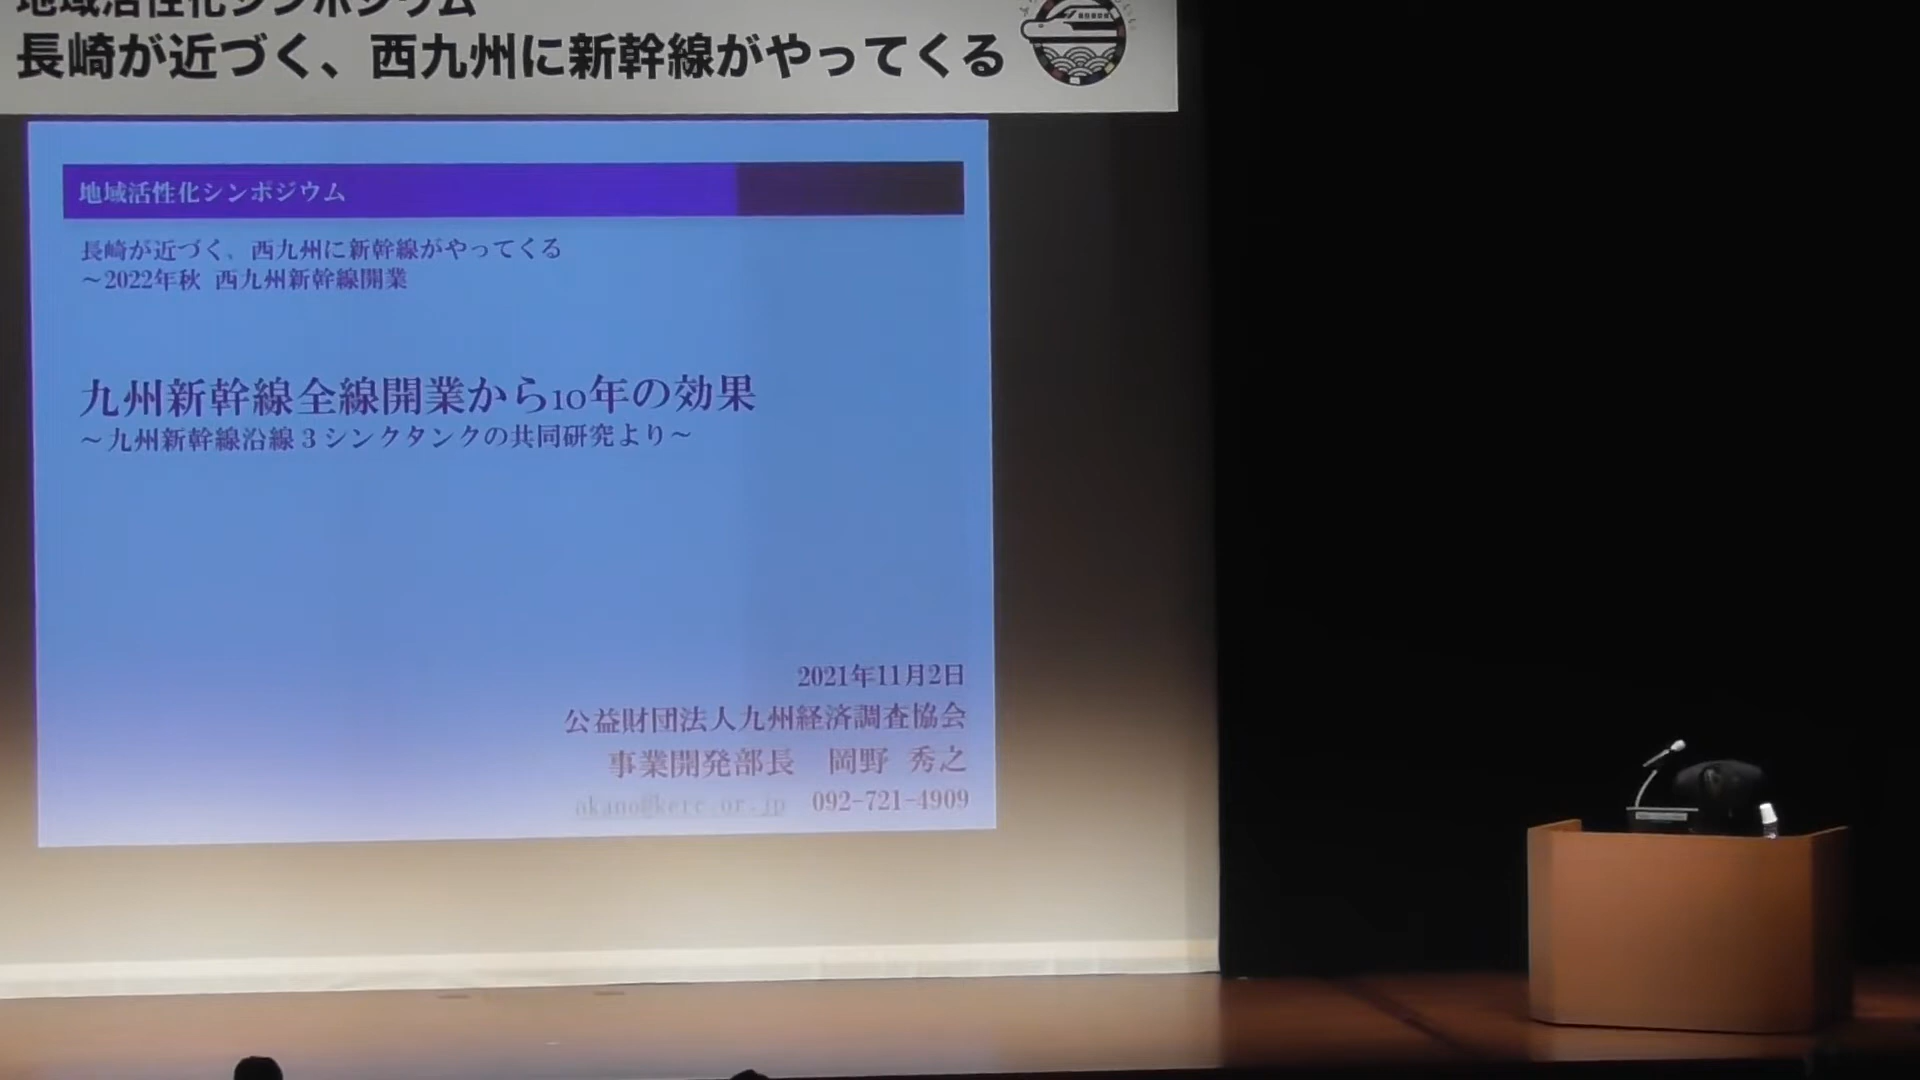 地域活性化シンポジウム
長崎が近づく、西九州に新幹線がやってくる
地域活性化シンポジウム
長崎が近づく、西九州に新幹線がやってくる
～2022年秋 西九州新幹線開業
九州新幹線全線開業から10年の効果
～九州新幹線沿線３シンクタンクの共同研究より～
2021年11月2日
公益財団法人九州経済調査協会
事業開発部長　岡野 秀之
okano@kerc.or.jp 092-721-4909